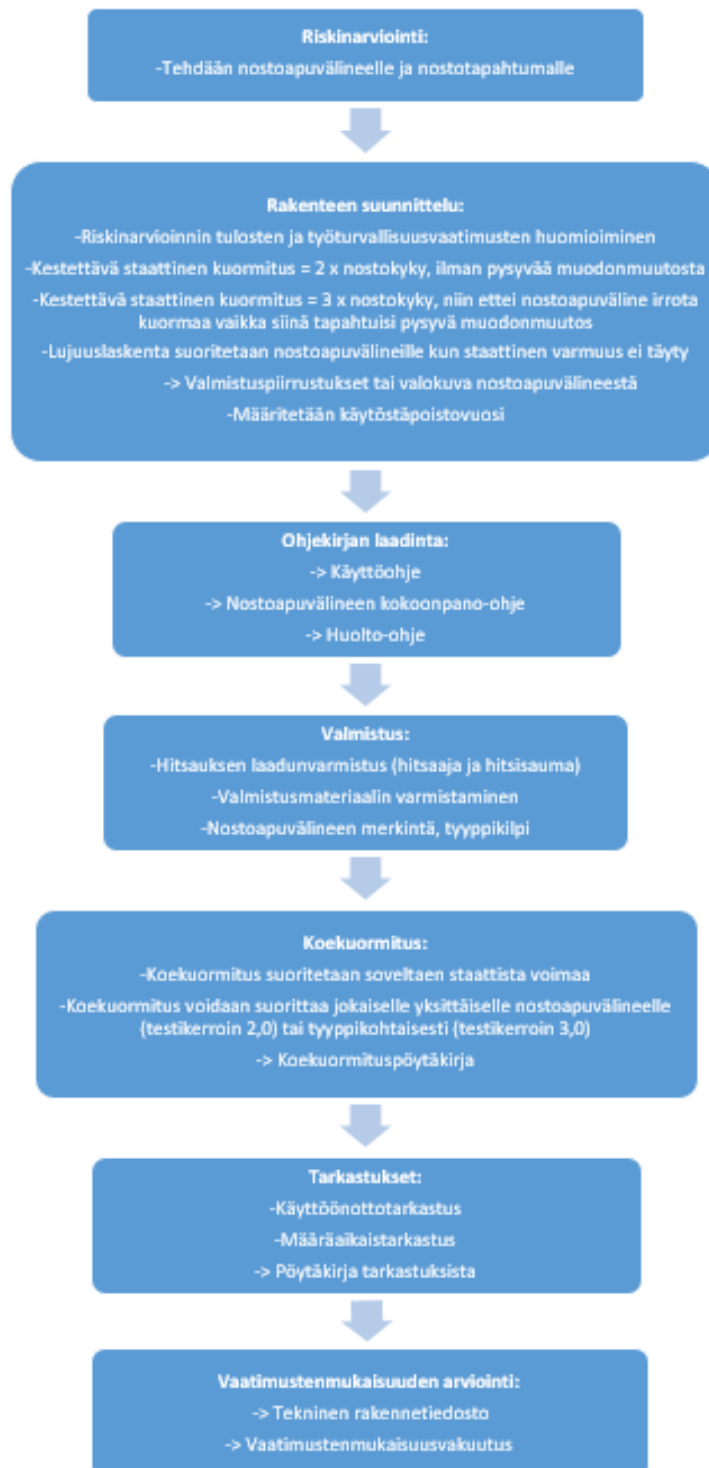 Riskinarviointi:
-Tehdään nostoapuvälineelle ja nostotapahtumalle
Rakenteen suunnittelu:
-Riskinarvioinnin tulosten ja työturvallisuusvaatimusten huomioiminen
-Kestettävä staattinen kuormitus = 2 x nostokyky, ilman pysyvää muodonmuutosta
-Kestettävä staattinen kuormitus = 3 x nostokyky, niin ettei nostoapuväline irrota
kuormaa vaikka siinä tapahtuisi pysyvä muodonmuutos
-Lujuuslaskenta suoritetaan nostoapuvälineille kun staattinen varmuus ei täyty
-> Valmistuspiirrustukset tai valokuva nostoapuvälineestä
-Määritetään käytöstäpoistovuosi
Ohjekirjan laadinta:
-> Käyttöohje
-> Nostoapuvälineen kokoonpano-ohje
-> Huolto-ohje
Valmistus:
-Hitsauksen laadunvarmistus (hitsaaja ja hitsisauma)
-Valmistusmateriaalin varmistaminen
-Nostoapuvälineen merkintä, tyyppikilpi
Koekuormitus:
-Koekuormitus suoritetaan soveltaen staattista voimaa
-Koekuormitus voidaan suorittaa jokaiselle yksittäiselle nostoapuvälineelle
(testikerroin 2,0) tai tyyppikohtaisesti (testikerroin 3,0)
-> Koekuormituspöytäkirja
Tarkastukset:
-Käyttöönottotarkastus
-Määräaikaistarkastus
-> Pöytäkirja tarkastuksista
Vaatimustenmukaisuuden arviointi:
-> Tekninen rakennetiedosto
-> Vaatimustenmukaisuusvakuutus